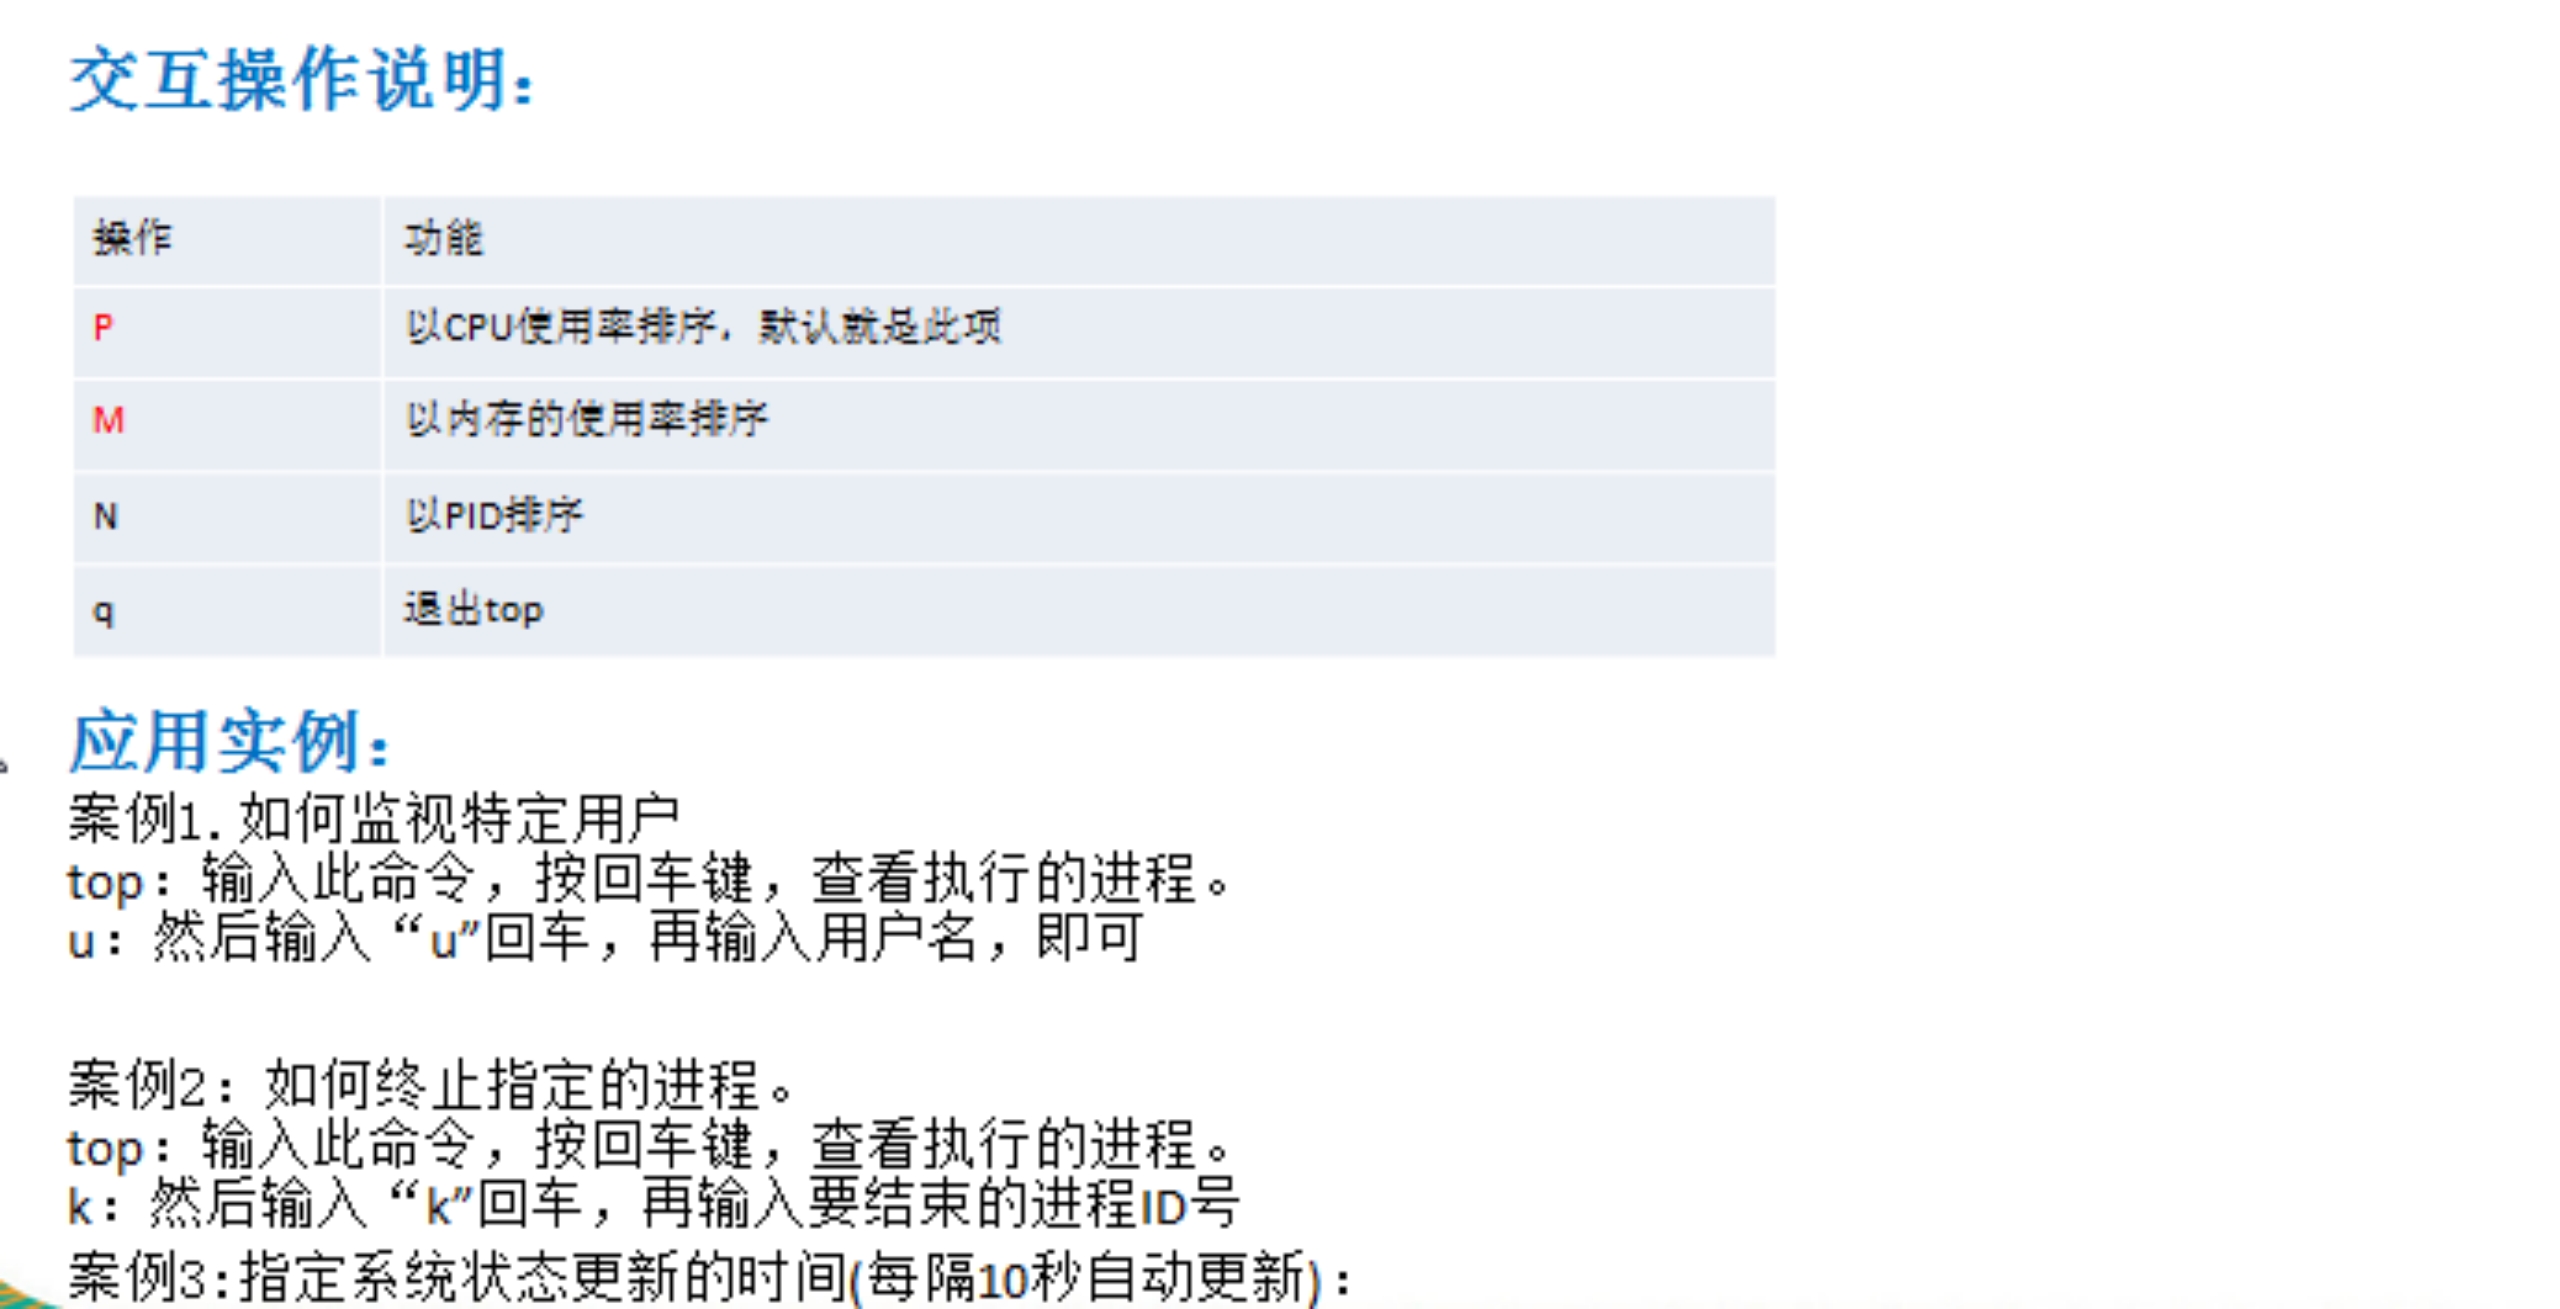 交互操作说明：
操作 功能
P 以CPU使用率排序，默认就是此项
M 以内存的使用率排序
N 以PID排序
q 退出top
应用实例：
案例1.如何监视特定用户
top：输入此命令，按回车键，查看执行的进程。
u：然后输入“u”回车，再输入用户名，即可
案例2：如何终止指定的进程。
top：输入此命令，按回车键，查看执行的进程。
k：然后输入“k”回车，再输入要结束的进程ID号
案例3:指定系统状态更新的时间(每隔10秒自动更新)：